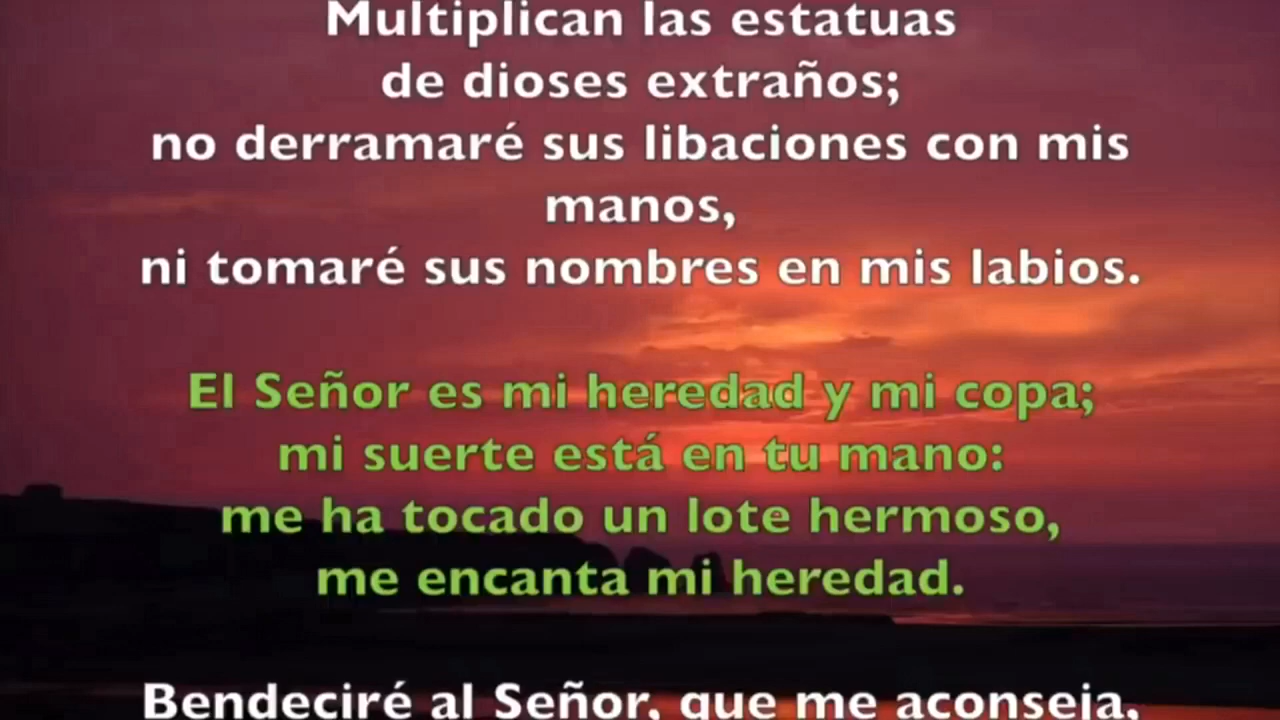 Multiplican las estatuas
de dioses extraños;
no derramaré sus libaciones con mis
manos,
ni tomaré sus nombres en mis labios.
El Señor es mi heredad y mi copa;
mi suerte está en tu mano:
me ha tocado un lote hermoso,
me encanta mi heredad.
Bendeciré al Señor, que me aconseja,